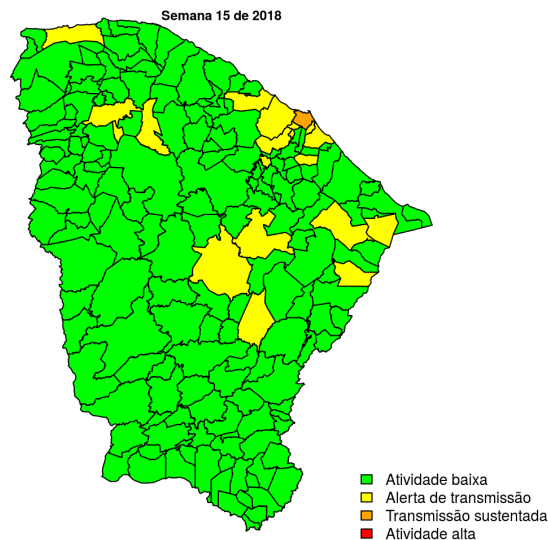 Semana 15 de 2018
Atividade baixa
Alerta de transmissão
Transmissão sustentada
Atividade alta